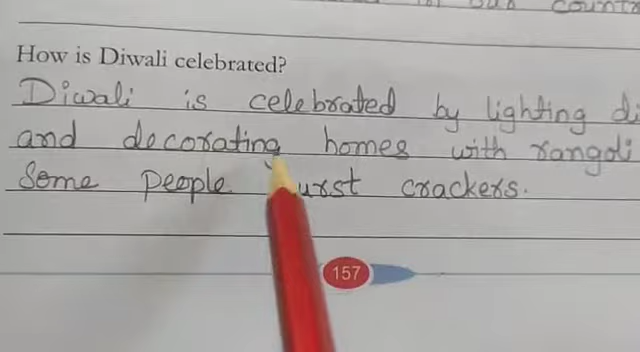 How is Diwali celebrated?
Diwali is celebrated by lighting
and decorating homes with rangoli
Some people crackers.
157